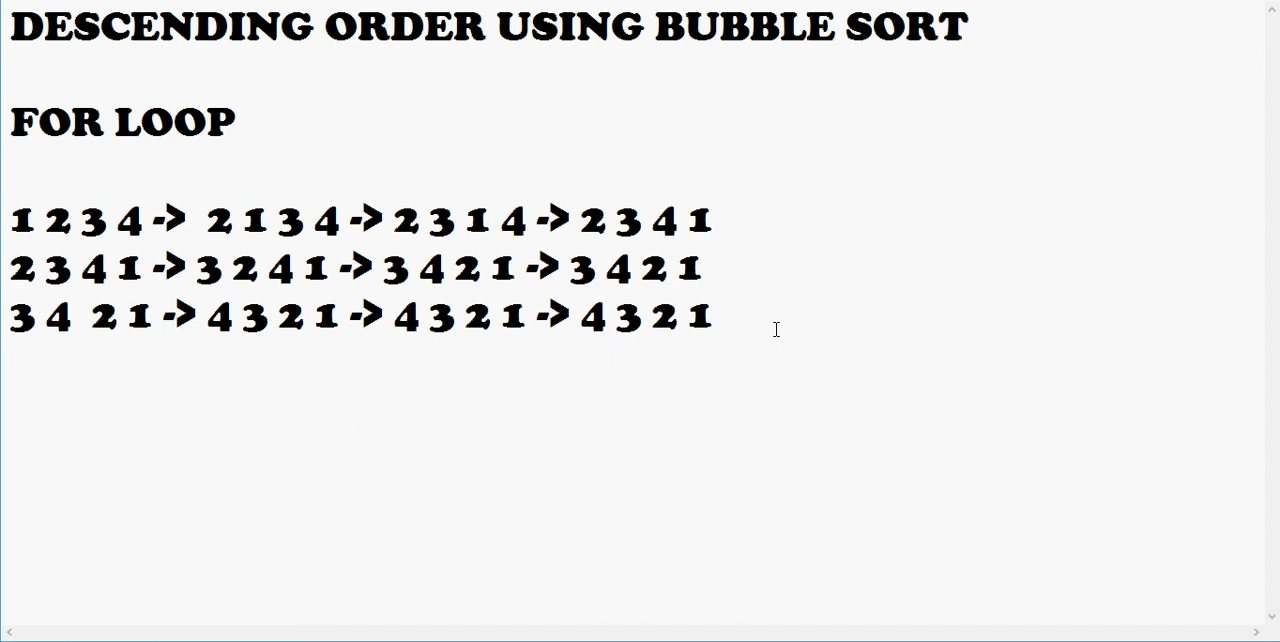 DESCENDING ORDER USING BUBBLE SORT
FOR LOOP
1 2 3 4 -> 2 1 3 4 -> 2 3 1 4 -> 2 3 4 1
2 3 4 1 -> 3 2 4 1 -> 3 4 2 1 -> 3 4 2 1
3 4 2 1 -> 4 3 2 1 -> 4 3 2 1 -> 4 3 2 1